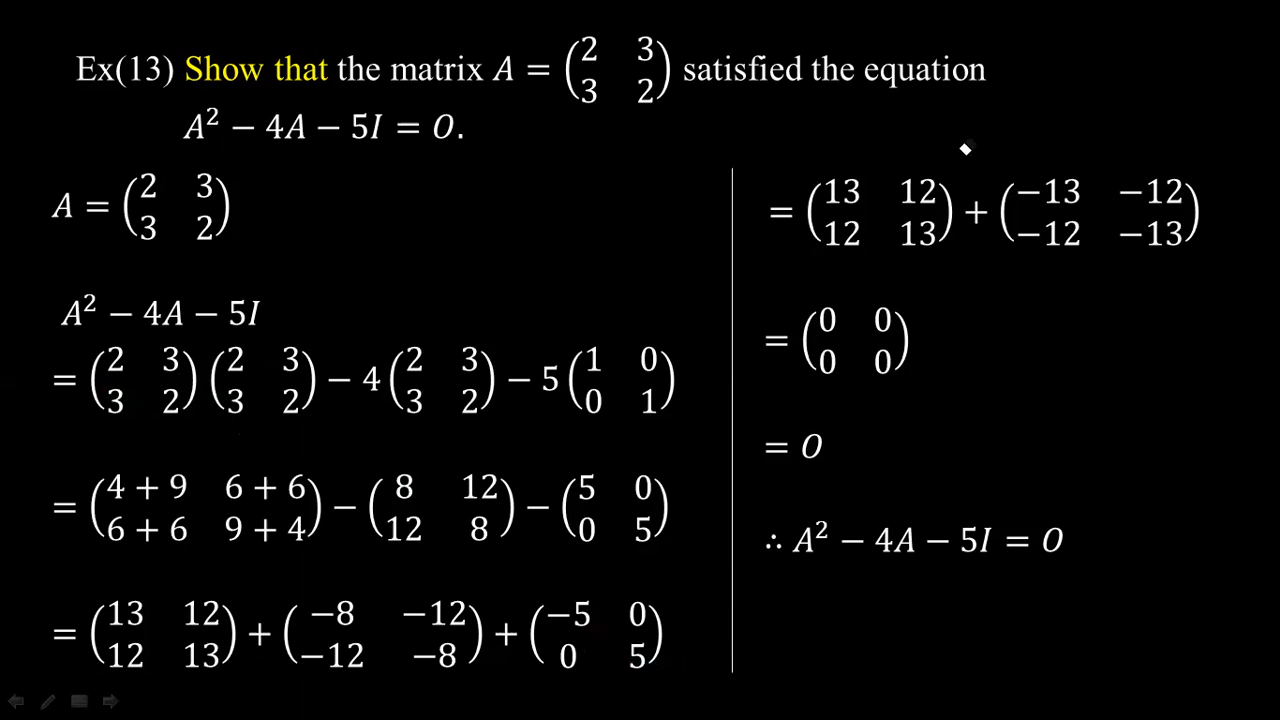 Ex(13) Show that the matrix A = (2 3; 3 2) satisfied the equation
A² − 4A − 5I = O.
A = (2 3; 3 2)
A² − 4A − 5I
= (2 3; 3 2)(2 3; 3 2) − 4(2 3; 3 2) − 5(1 0; 0 1)
= (4 + 9 6 + 6; 6 + 6 9 + 4) − (8 12; 12 8) − (5 0; 0 5)
= (13 12; 12 13) + (−8 −12; −12 −8) + (−5 0; 0 5)
= (13 12; 12 13) + (−13 −12; −12 −13)
= (0 0; 0 0)
= O
∴ A² − 4A − 5I = O